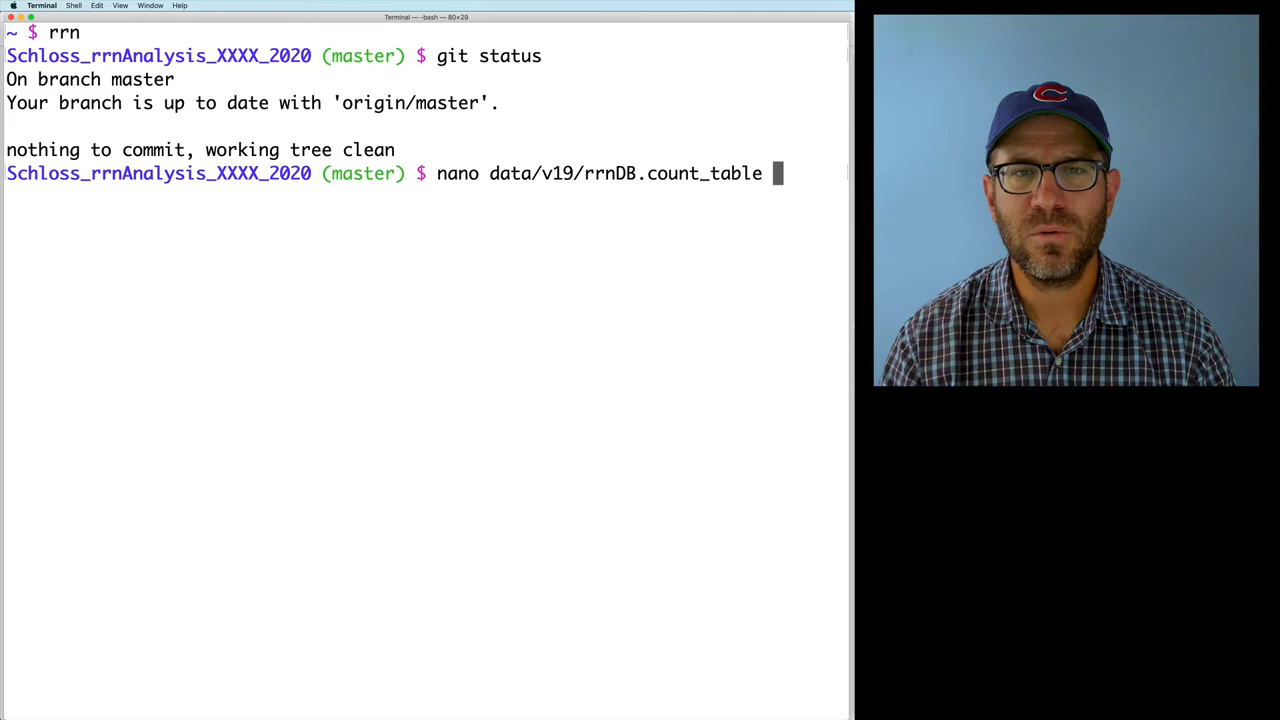 Terminal Shell Edit View Window Help
Terminal — -bash — 80×29
~ $ rrn
Schloss_rrnAnalysis_XXXX_2020 (master) $ git status
On branch master
Your branch is up to date with 'origin/master'.
nothing to commit, working tree clean
Schloss_rrnAnalysis_XXXX_2020 (master) $ nano data/v19/rrnDB.count_table
C